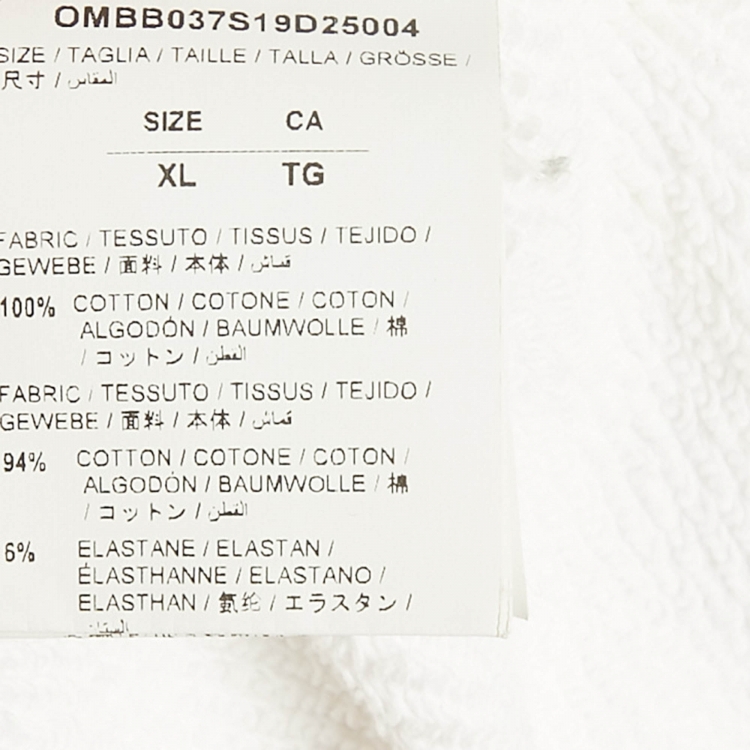 OMBB037S19D25004
SIZE / TAGLIA / TAILLE / TALLA / GRÖSSE /
尺寸 / المقاس
SIZE CA
XL TG
FABRIC / TESSUTO / TISSUS / TEJIDO /
GEWEBE / 面料 / 本体 / قماش
100% COTTON / COTONE / COTON /
ALGODÓN / BAUMWOLLE / 棉
/ コットン / القطن
FABRIC / TESSUTO / TISSUS / TEJIDO /
GEWEBE / 面料 / 本体 / قماش
94% COTTON / COTONE / COTON /
ALGODÓN / BAUMWOLLE / 棉
/ コットン / القطن
6% ELASTANE / ELASTAN /
ÉLASTHANNE / ELASTANO /
ELASTHAN / 氨纶 / エラスタン /